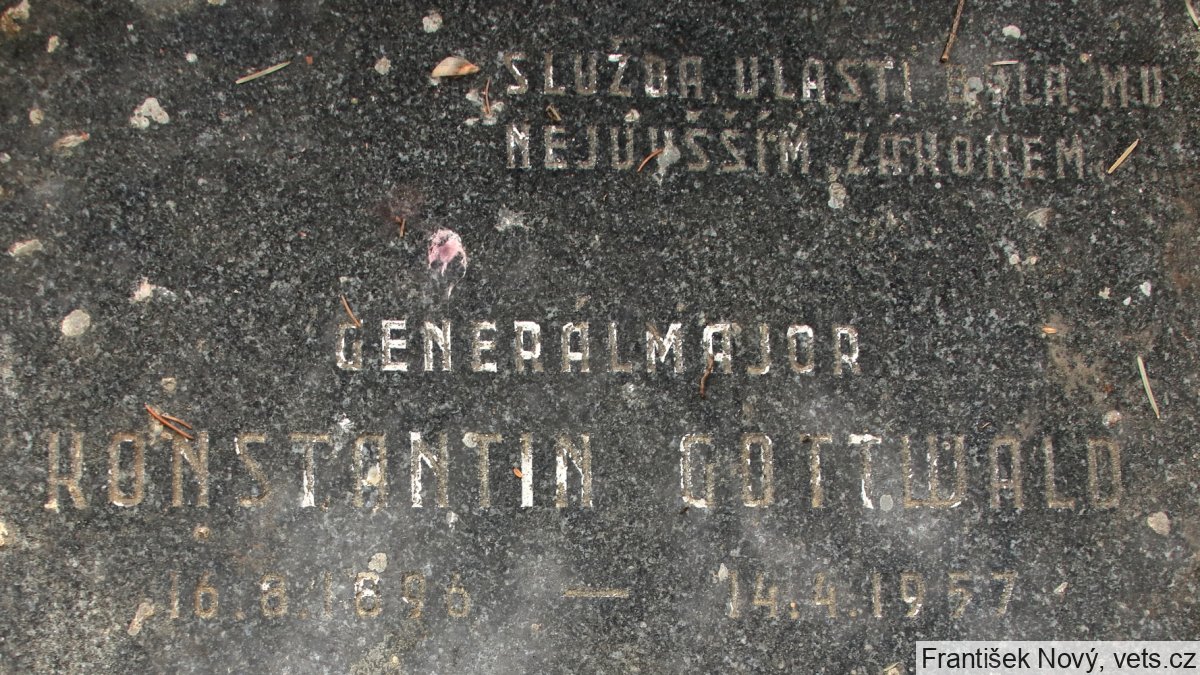 SLUŽBA VLASTI BYLA MU
NEJVYŠŠÍM ZÁKONEM.
GENERÁLMAJOR
KONSTANTIN GOTTWALD
16.8.1896 — 14.4.1957
František Nový, vets.cz